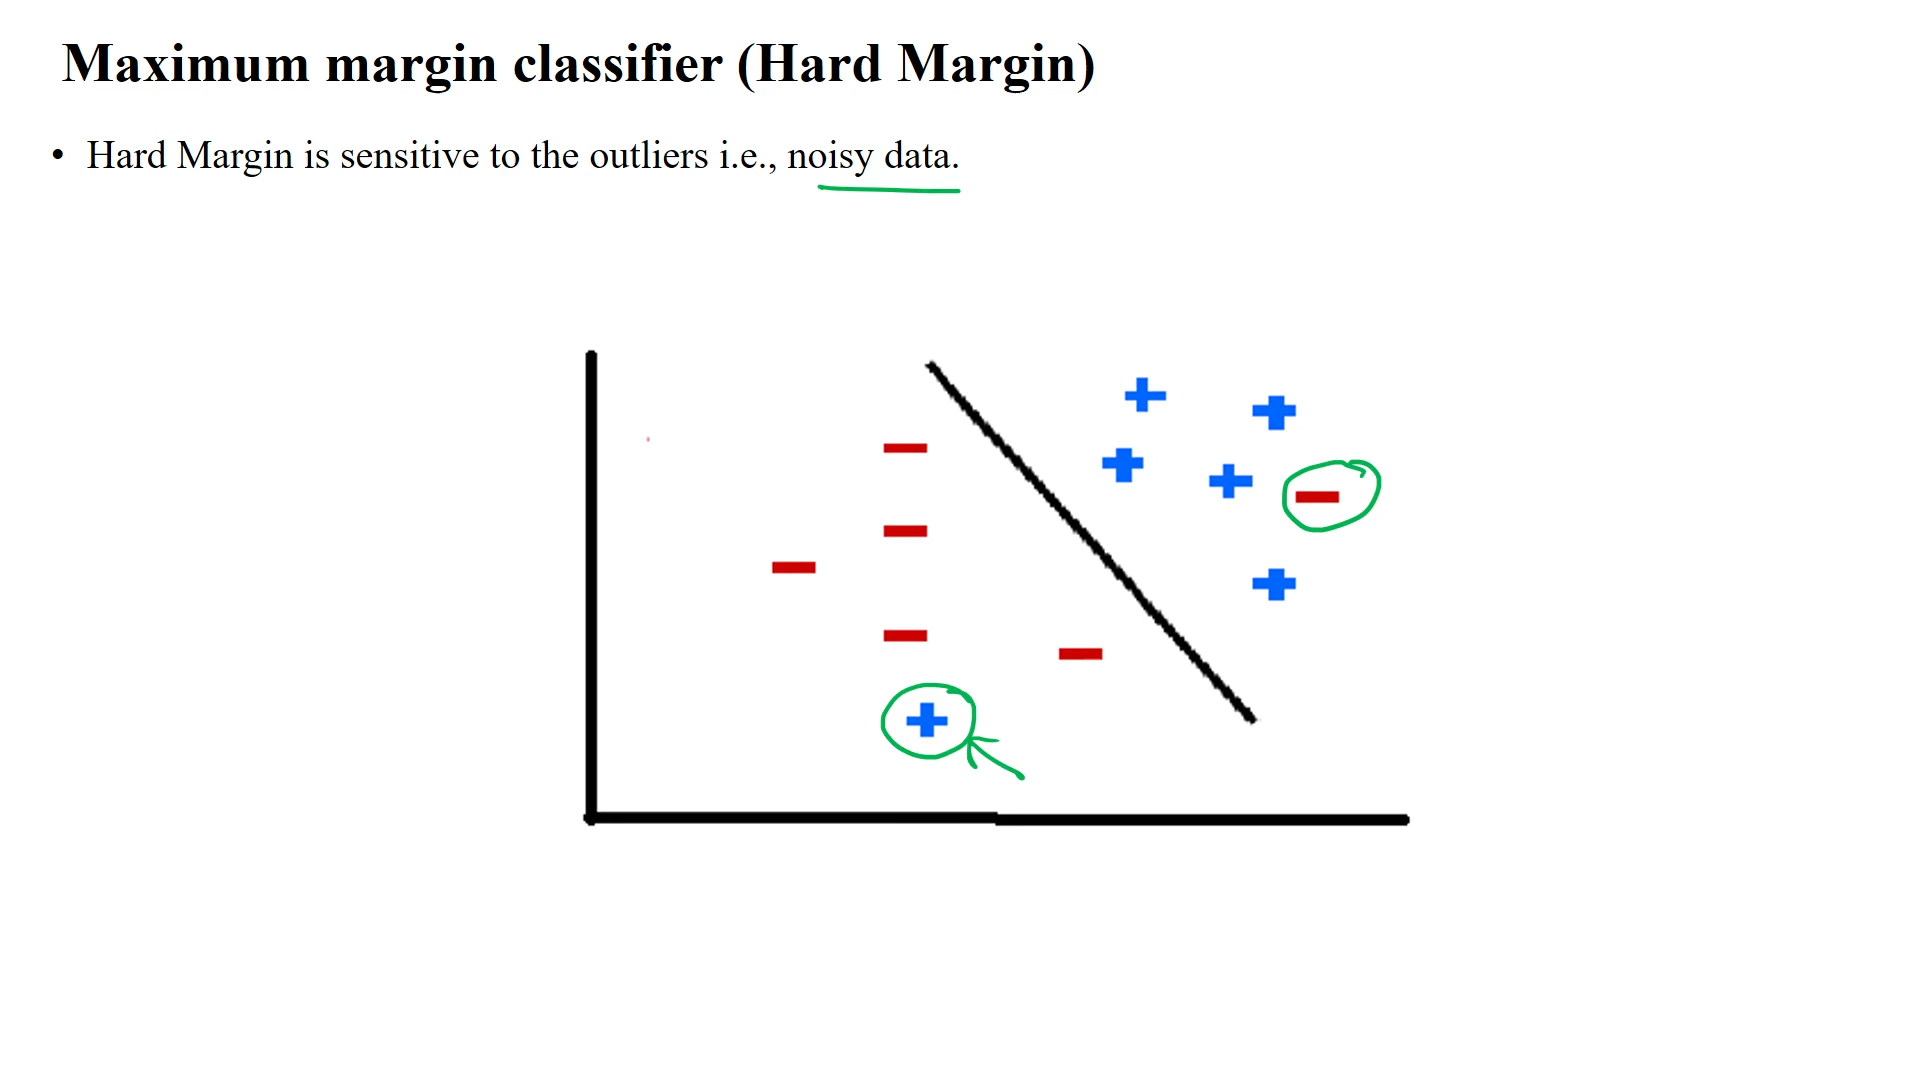 Maximum margin classifier (Hard Margin)
• Hard Margin is sensitive to the outliers i.e., noisy data.